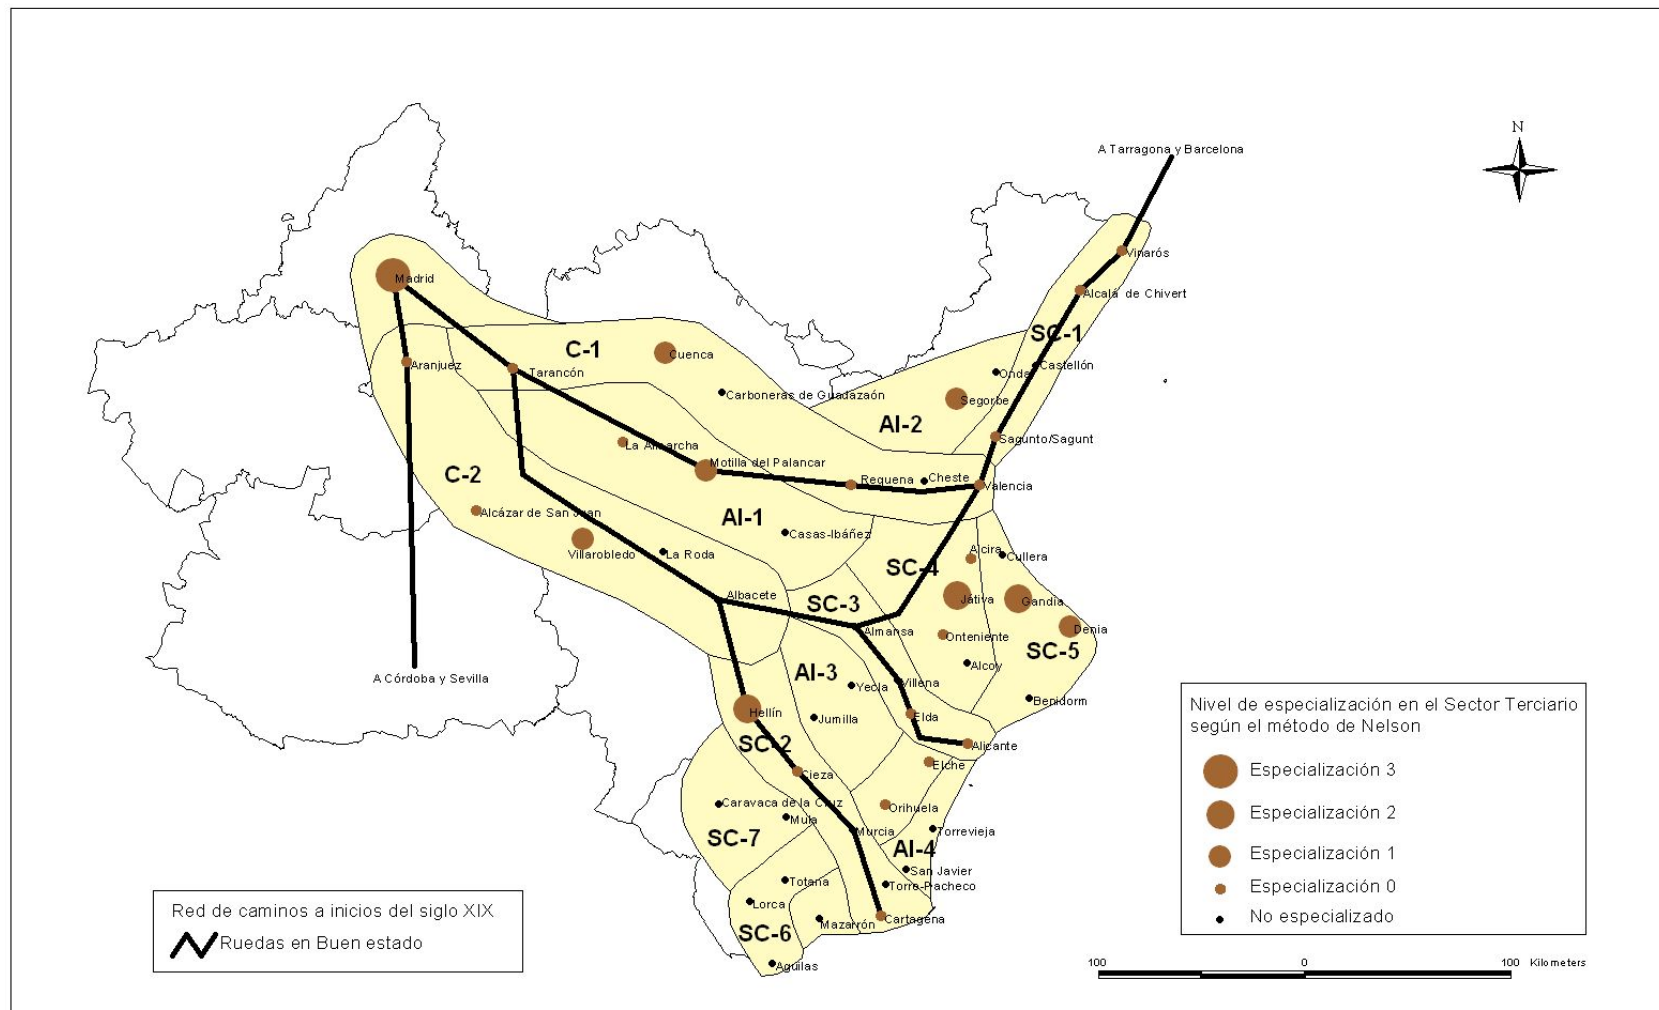 N
A Tarragona y Barcelona
Vinarós
Madrid
Alcalá de Chivert
SC-1
C-1
Cuenca
Aranjuez
Tarancón
Onda
Castellón
Carboneras de Guadazaón
Segorbe
AI-2
La Almarcha
Sagunto/Sagunt
Motilla del Palancar
C-2
Requena
Cheste
Valencia
Alcázar de San Juan
AI-1
Casas-Ibáñez
Villarobledo
La Roda
Alcira
Cullera
SC-4
Albacete
SC-3
Játiva
Gandia
Almansa
Onteniente
Denia
SC-5
A Córdoba y Sevilla
AI-3
Yecla
Villena
Alcoy
Benidorm
Hellín
Jumilla
Elda
SC-2
Alicante
Cieza
Elche
Caravaca de la Cruz
Mula
Orihuela
SC-7
Murcia
Torrevieja
AI-4
San Javier
Totana
Torre-Pacheco
Lorca
Mazarrón
Cartagena
SC-6
Aguilas
Nivel de especialización en el Sector Terciario
según el método de Nelson
Especialización 3
Especialización 2
Especialización 1
Especialización 0
No especializado
Red de caminos a inicios del siglo XIX
Ruedas en Buen estado
100 0 100 Kilometers